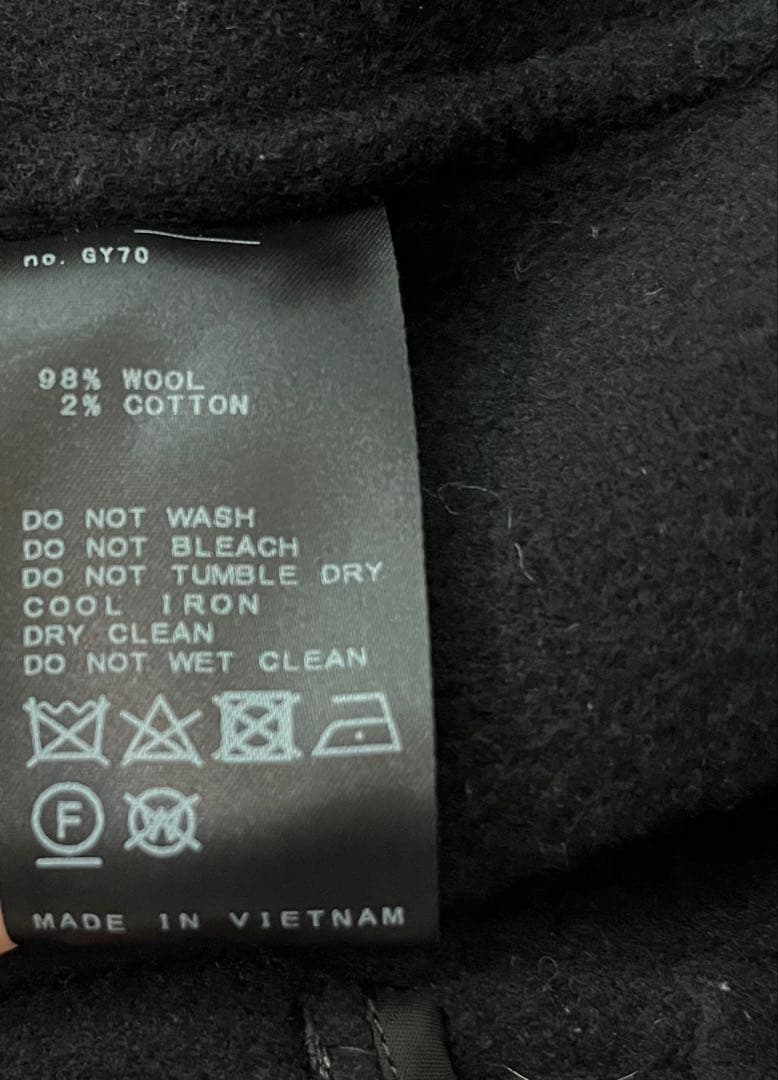 no. GY70
98% WOOL
2% COTTON
DO NOT WASH
DO NOT BLEACH
DO NOT TUMBLE DRY
COOL IRON
DRY CLEAN
DO NOT WET CLEAN
F W
MADE IN VIETNAM